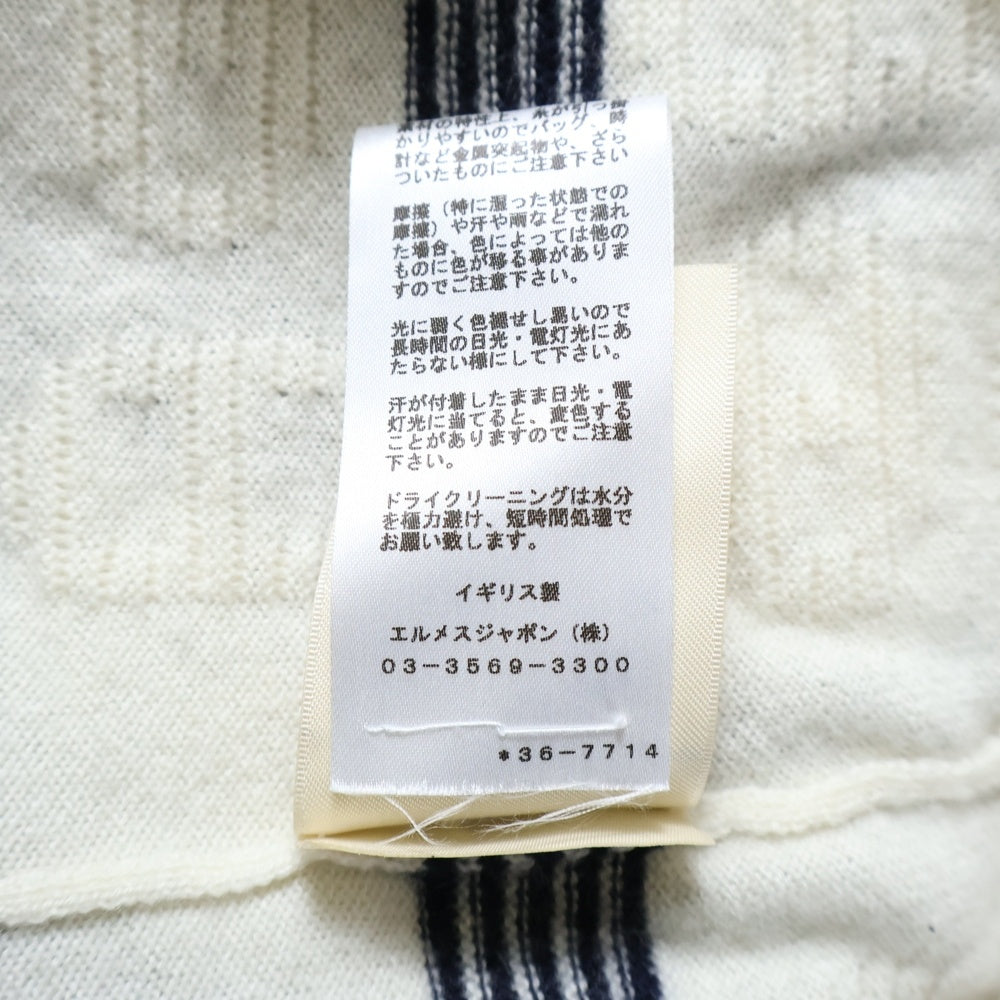 素材の特性上、糸が引っ
かりやすいのでバッグ、時
計など金属突起物や、ざら
ついたものにご注意下さい
摩擦（特に湿った状態での
摩擦）や汗や雨などで濡れ
た場合、色によっては他の
ものに色が移る事がありま
すのでご注意下さい。
光に弱く色褪せし易いので
長時間の日光・電灯光にあ
たらない様にして下さい。
汗が付着したまま日光・電
灯光に当てると、変色する
ことがありますのでご注意
下さい。
ドライクリーニングは水分
を極力避け、短時間処理で
お願い致します。
イギリス製
エルメスジャポン（株）
03-3569-3300
*36-7714